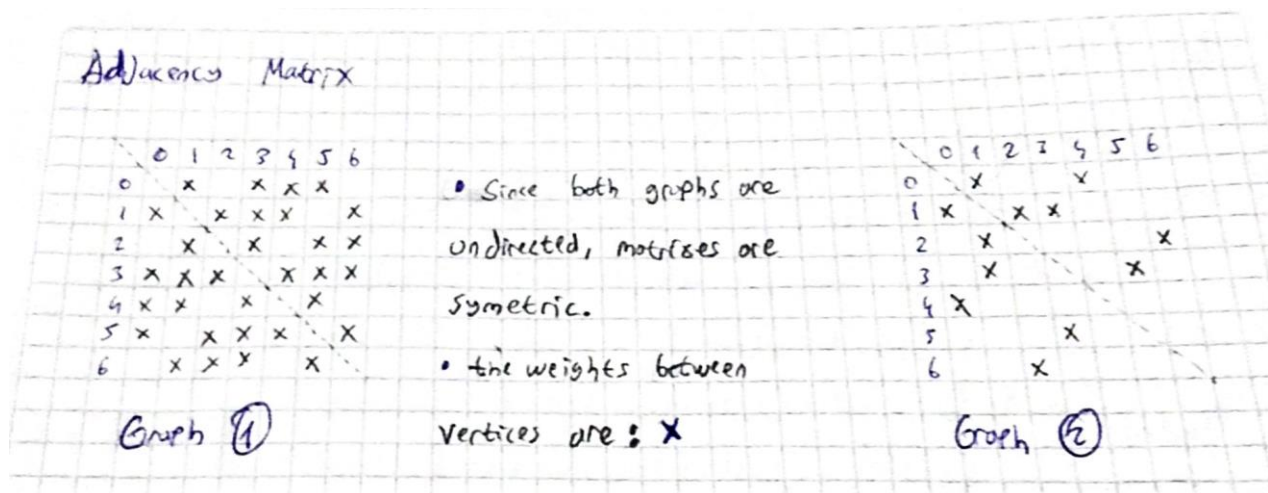 Adjacency Matrix
0 1 2 3 4 5 6
0 x x x x
1 x x x x x
2 x x x x
3 x x x x x x
4 x x x x
5 x x x x x
6 x x x x
Graph 1
• Since both graphs are
undirected, matrises are
symetric.
• the weights between
vertices are : X
0 1 2 3 4 5 6
0 x x
1 x x x
2 x x
3 x x
4 x
5 x
6 x
Graph 2